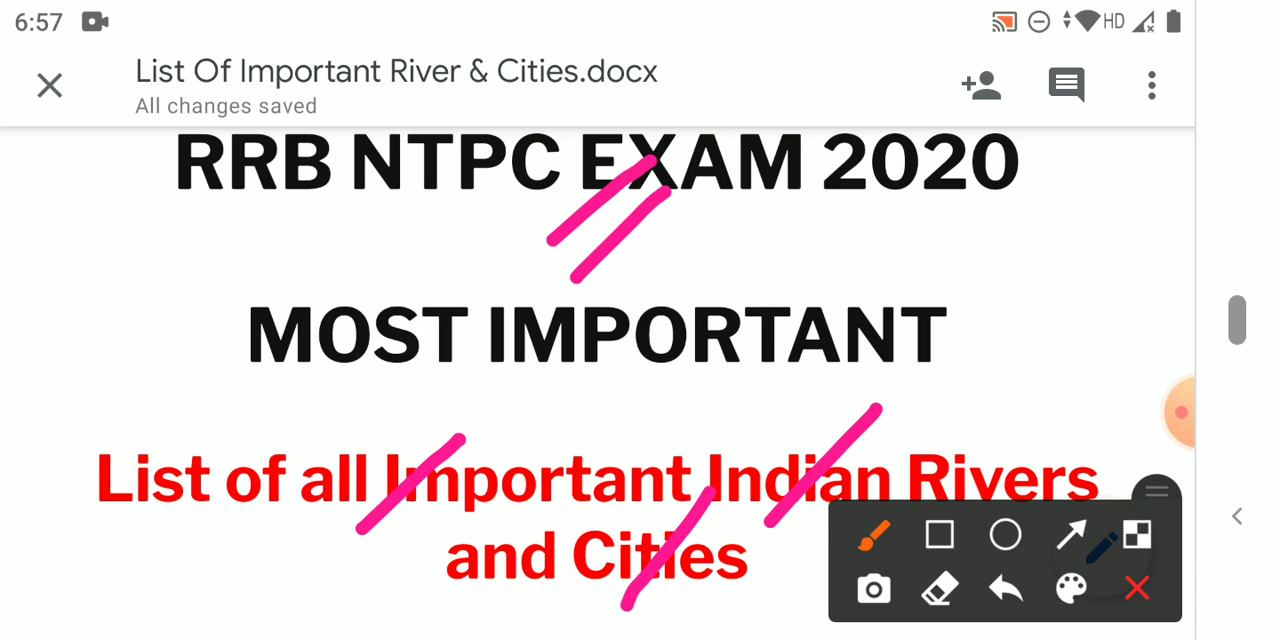 6:57 HD
List Of Important River & Cities.docx
All changes saved
RRB NTPC EXAM 2020
MOST IMPORTANT
List of all Important Indian Rivers
and Cities